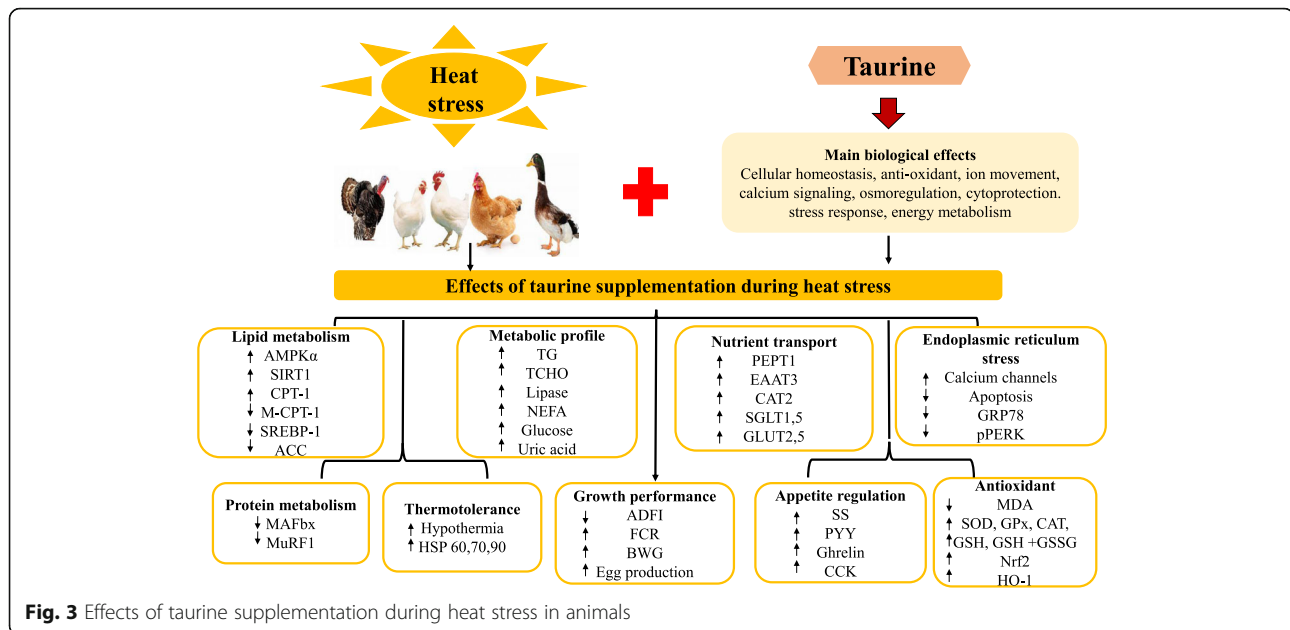 Heat
stress
Taurine
Main biological effects
Cellular homeostasis, anti-oxidant, ion movement,
calcium signaling, osmoregulation, cytoprotection.
stress response, energy metabolism
Effects of taurine supplementation during heat stress
Lipid metabolism
↑ AMPKα
↑ SIRT1
↑ CPT-1
↓ M-CPT-1
↓ SREBP-1
↓ ACC
Metabolic profile
↑ TG
↑ TCHO
↑ Lipase
↑ NEFA
↑ Glucose
↑ Uric acid
Nutrient transport
↑ PEPT1
↑ EAAT3
↑ CAT2
↑ SGLT1,5
↑ GLUT2,5
Endoplasmic reticulum
stress
↑ Calcium channels
↓ Apoptosis
↓ GRP78
↓ pPERK
Protein metabolism
↓ MAFbx
↓ MuRF1
Thermotolerance
↑ Hypothermia
↑ HSP 60,70,90
Growth performance
↓ ADFI
↑ FCR
↑ BWG
↑ Egg production
Appetite regulation
↑ SS
↑ PYY
↑ Ghrelin
↑ CCK
Antioxidant
↓ MDA
↑ SOD, GPx, CAT,
↑ GSH, GSH +GSSG
↑ Nrf2
↑ HO-1
Fig. 3 Effects of taurine supplementation during heat stress in animals